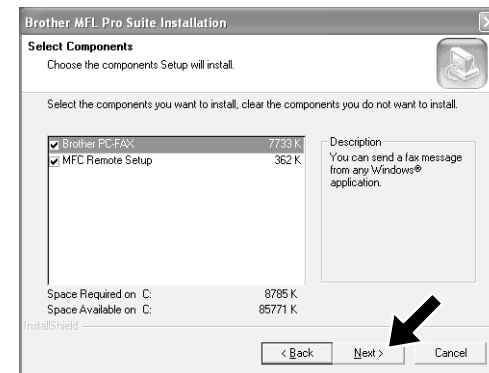 Brother MFL Pro Suite Installation
Select Components
Choose the components Setup will install.
Select the components you want to install, clear the components you do not want to install.
Brother PC-FAX 7733 K
MFC Remote Setup 362 K
Description
You can send a fax message
from any Windows®
application.
Space Required on C: 8785 K
Space Available on C: 85771 K
InstallShield
< Back Next > Cancel